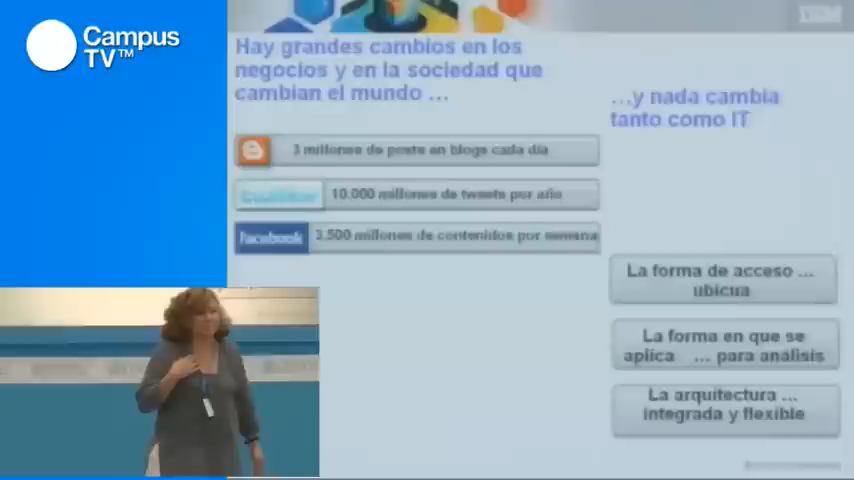 Campus
TV™
IBM
Hay grandes cambios en los
negocios y en la sociedad que
cambian el mundo ...
...y nada cambia
tanto como IT
3 millones de posts en blogs cada día
twitter
10.000 millones de tweets por año
facebook
3.500 millones de contenidos por semana
La forma de acceso ...
ubicua
La forma en que se
aplica ... para análisis
La arquitectura ...
integrada y flexible